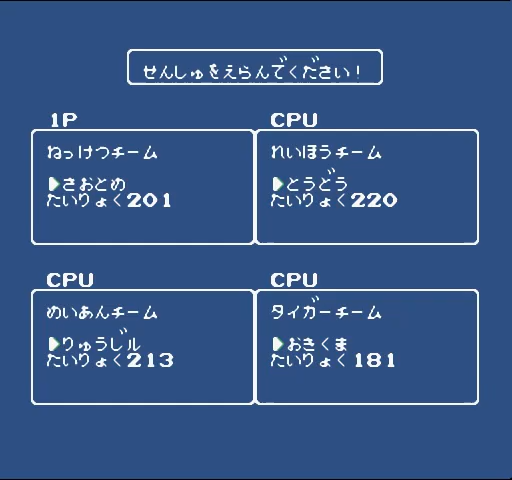 せんしゅをえらんでください!
1P
ねっけつチーム
▶さおとめ
たいりょく201
CPU
れいほうチーム
▶とうどう
たいりょく220
CPU
めいあんチーム
▶りゅうじル
たいりょく213
CPU
タイガーチーム
▶おきくま
たいりょく181